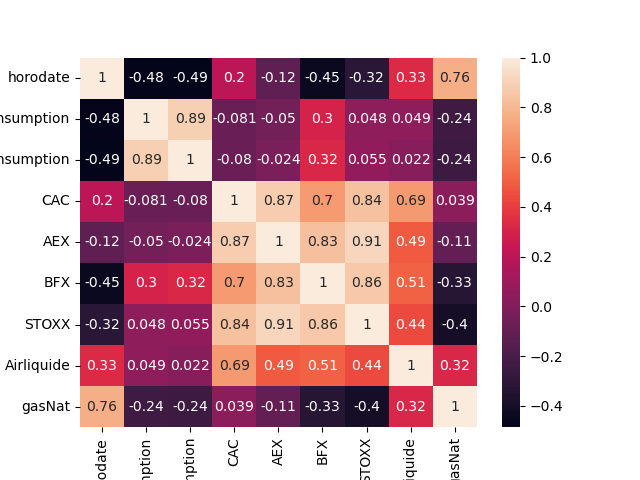 horodate 1 -0.48 -0.49 0.2 -0.12 -0.45 -0.32 0.33 0.76 1.0
nsumption -0.48 1 0.89 -0.081 -0.05 0.3 0.048 0.049 -0.24 0.8
nsumption -0.49 0.89 1 -0.08 -0.024 0.32 0.055 0.022 -0.24 0.6
CAC 0.2 -0.081 -0.08 1 0.87 0.7 0.84 0.69 0.039 0.4
AEX -0.12 -0.05 -0.024 0.87 1 0.83 0.91 0.49 -0.11 0.2
BFX -0.45 0.3 0.32 0.7 0.83 1 0.86 0.51 -0.33 0.0
STOXX -0.32 0.048 0.055 0.84 0.91 0.86 1 0.44 -0.4 -0.2
Airliquide 0.33 0.049 0.022 0.69 0.49 0.51 0.44 1 0.32
gasNat 0.76 -0.24 -0.24 0.039 -0.11 -0.33 -0.4 0.32 1 -0.4
rodate mption mption CAC AEX BFX STOXX iquide gasNat